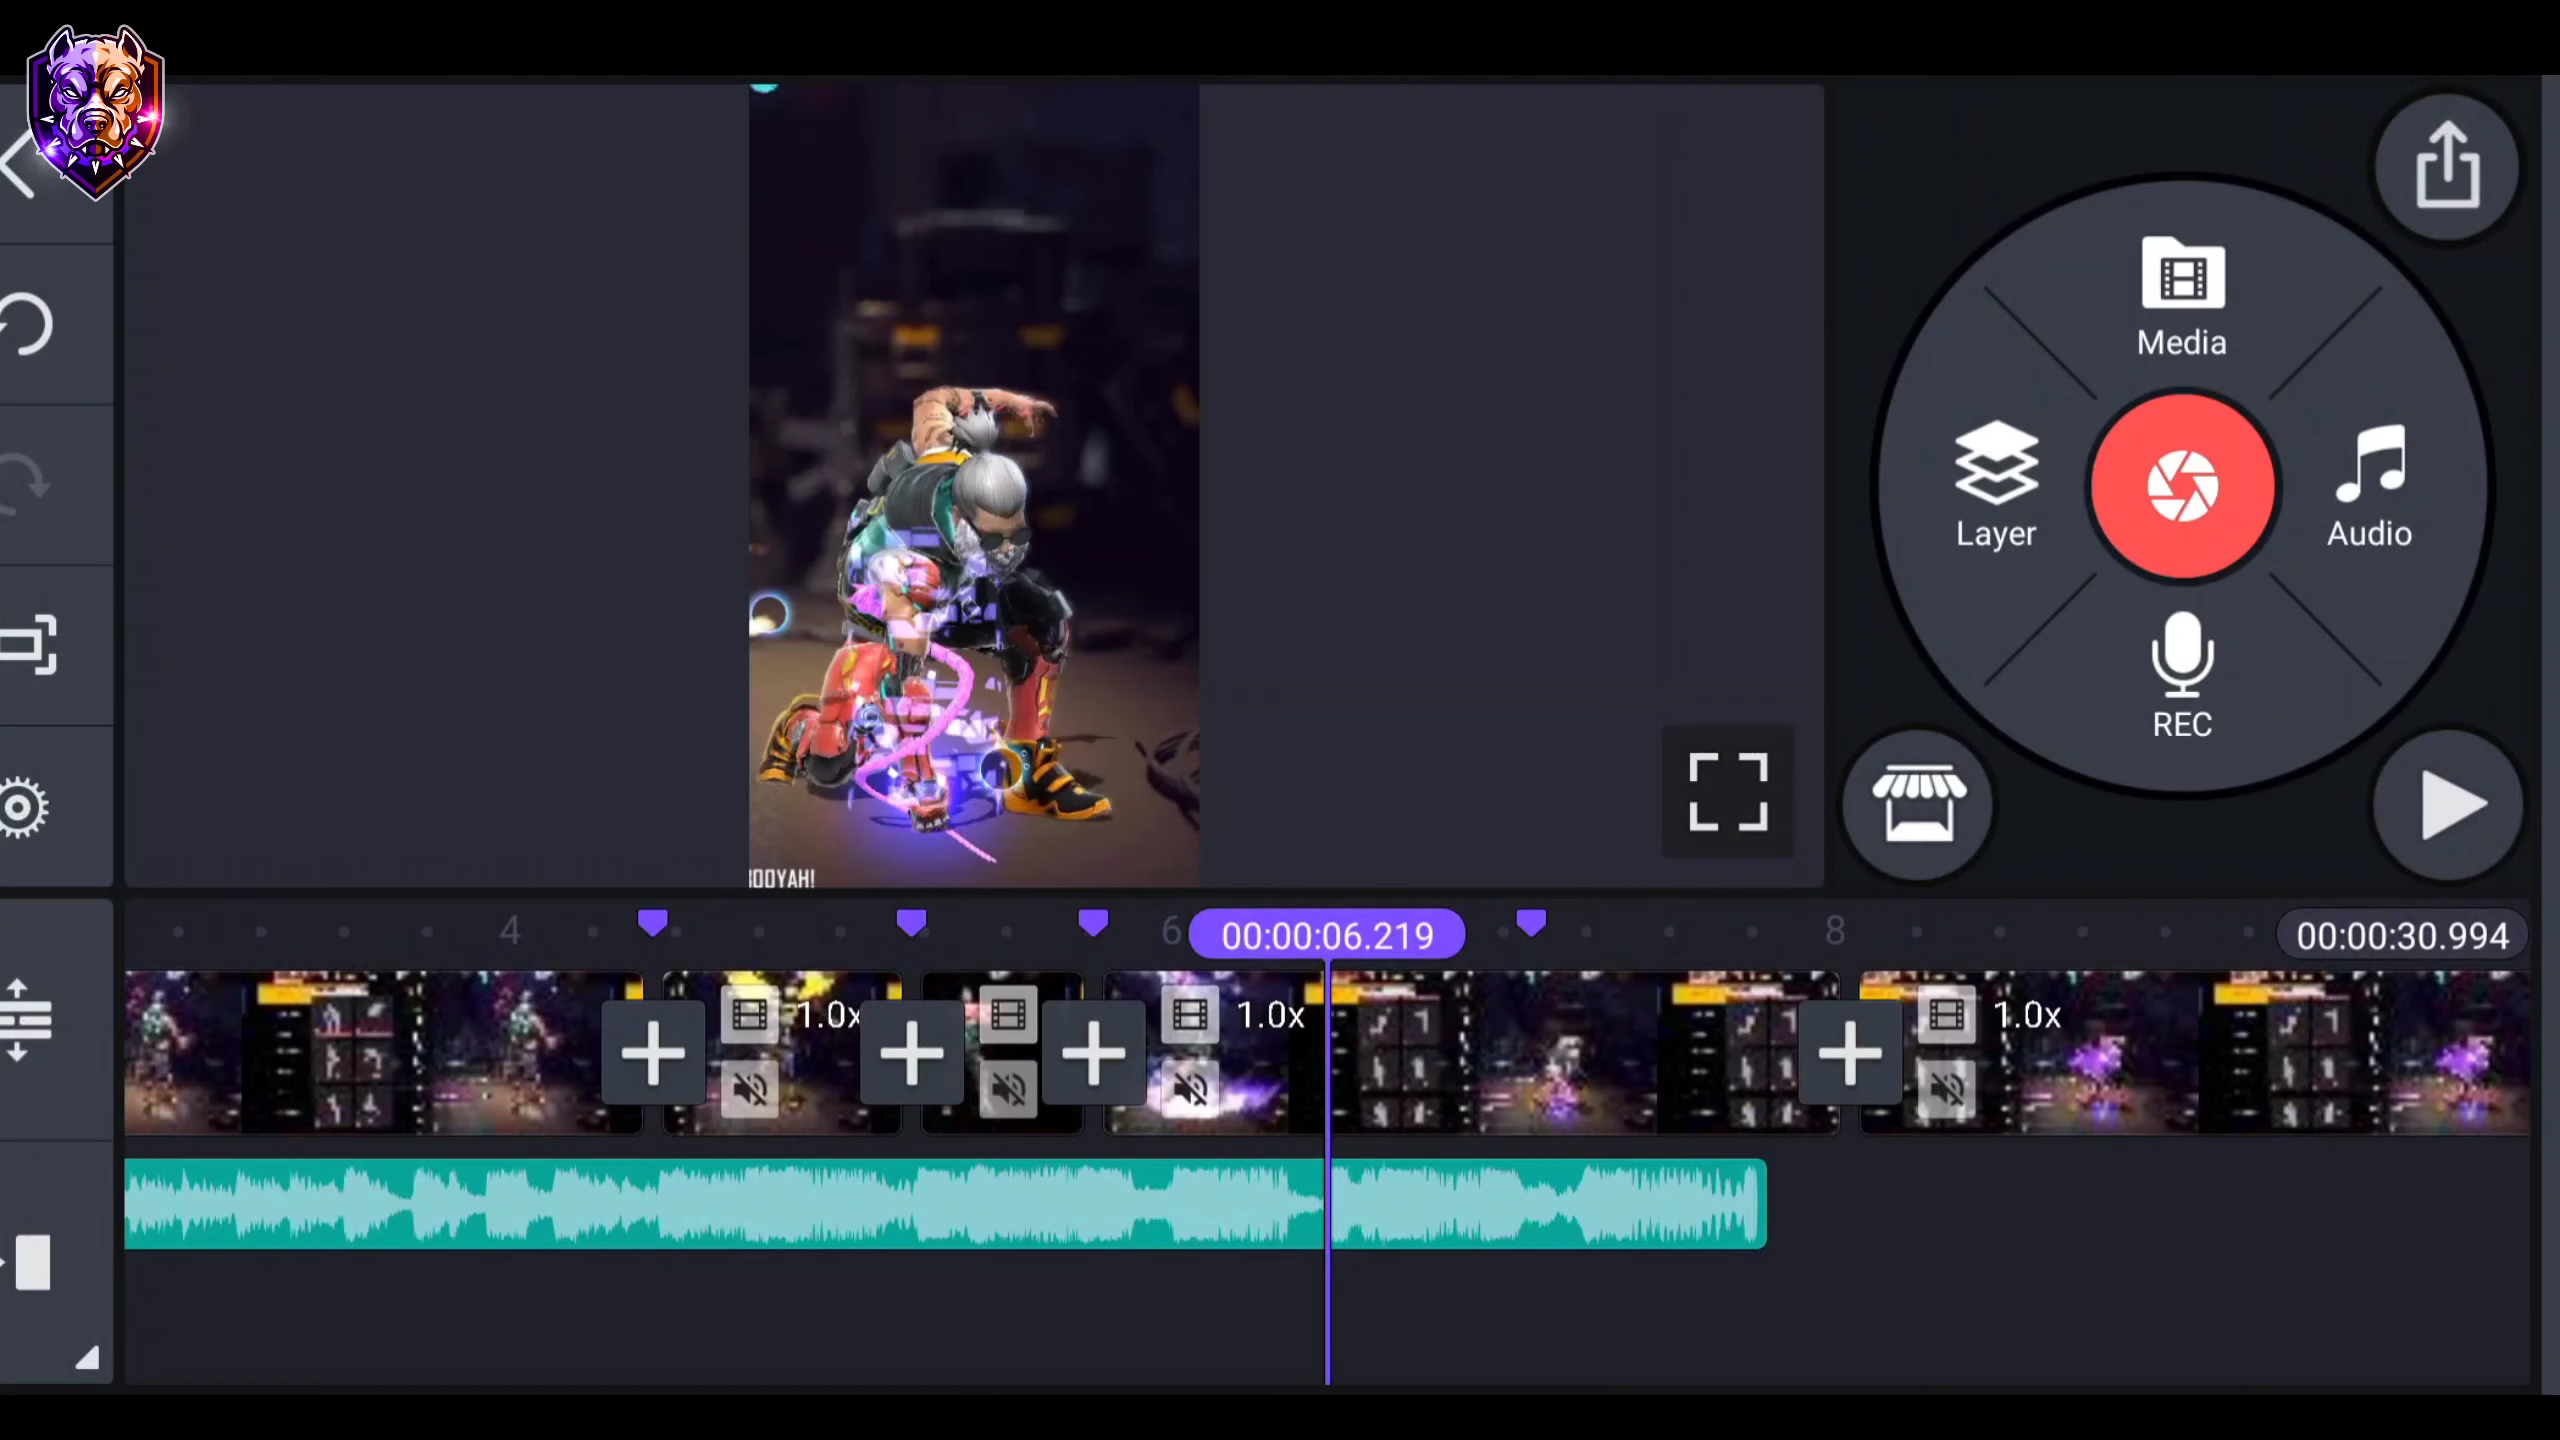 Media
Layer
Audio
REC
BOOYAH!
4
6
00:00:06.219
8
00:00:30.994
1.0x
1.0x
1.0x